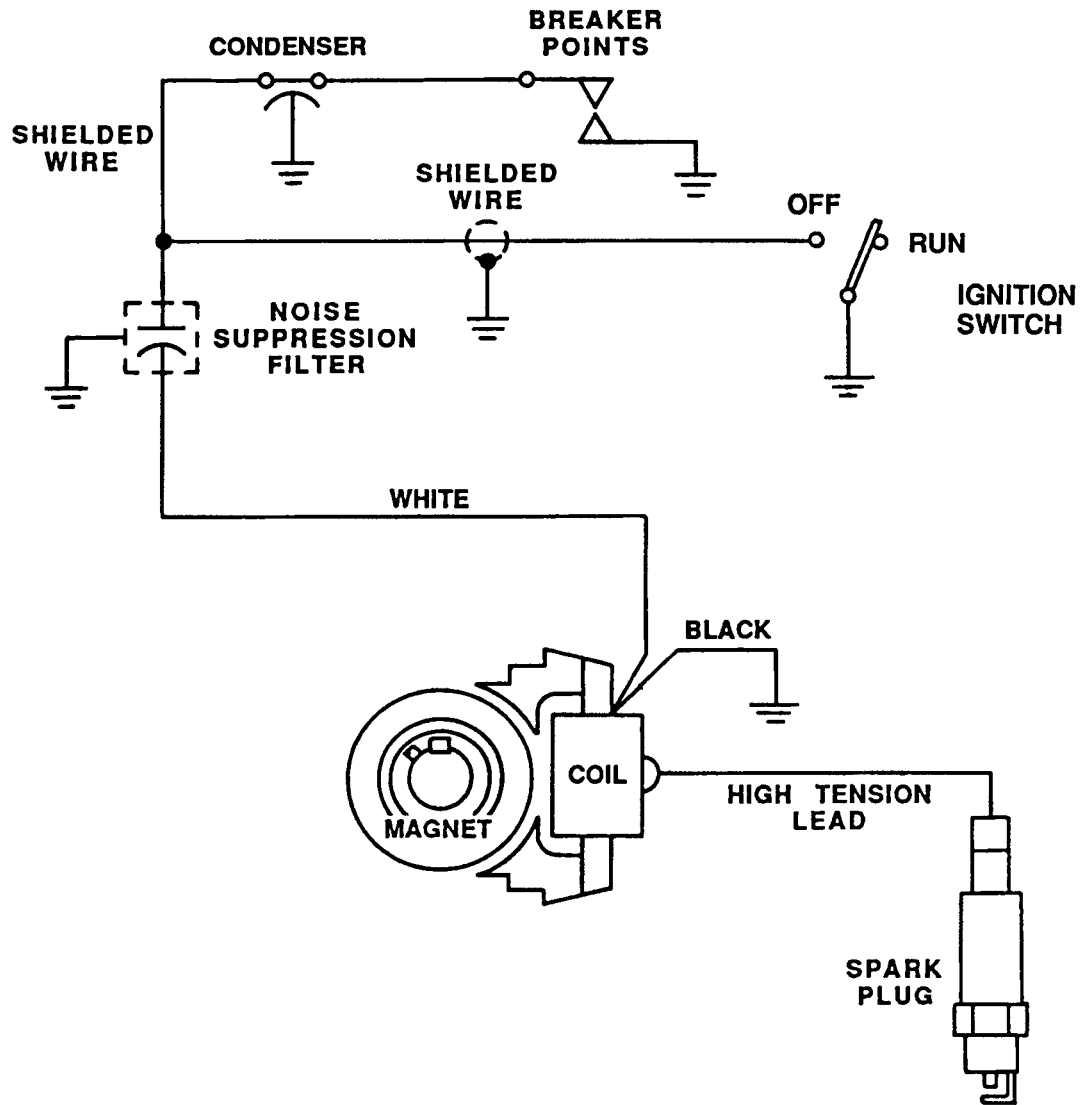 BREAKER
POINTS
CONDENSER
SHIELDED
WIRE
SHIELDED
WIRE
OFF
RUN
IGNITION
SWITCH
NOISE
SUPPRESSION
FILTER
WHITE
BLACK
COIL
MAGNET
HIGH TENSION
LEAD
SPARK
PLUG